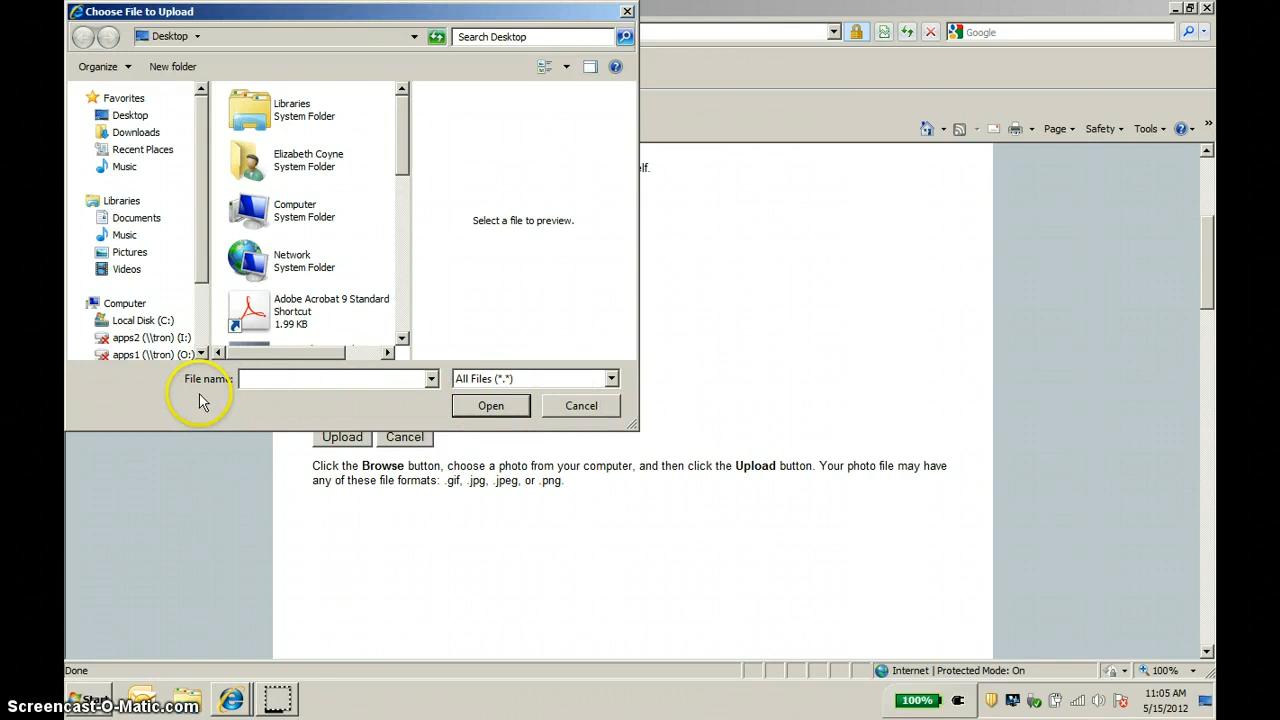 Choose File to Upload
Desktop
Search Desktop
Google
Organize
New folder
Favorites
Desktop
Downloads
Recent Places
Music
Libraries
Documents
Music
Pictures
Videos
Computer
Local Disk (C:)
apps2 (\\tron) (I:)
apps1 (\\tron) (O:)
Libraries
System Folder
Elizabeth Coyne
System Folder
Computer
System Folder
Network
System Folder
Adobe Acrobat 9 Standard
Shortcut
1.99 KB
Select a file to preview.
File name:
All Files (*.*)
Open
Cancel
Page
Safety
Tools
elf.
Upload
Cancel
Click the Browse button, choose a photo from your computer, and then click the Upload button. Your photo file may have
any of these file formats: .gif, .jpg, .jpeg, or .png.
Done
Internet | Protected Mode: On
100%
Start
100%
11:05 AM
5/15/2012
Screencast-O-Matic.com